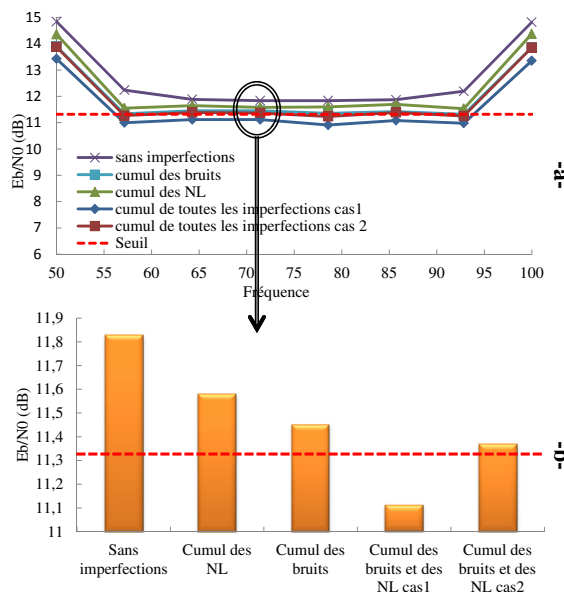 15
14
13
12
11
10
9
8
7
6
Eb/N0 (dB)
sans imperfections
cumul des bruits
cumul des NL
cumul de toutes les imperfections cas1
cumul de toutes les imperfections cas 2
Seuil
50 55 60 65 70 75 80 85 90 95 100
Fréquence
-a-
11,9
11,8
11,7
11,6
11,5
11,4
11,3
11,2
11,1
11
Eb/N0 (dB)
Sans imperfections
Cumul des NL
Cumul des bruits
Cumul des bruits et des NL cas1
Cumul des bruits et des NL cas2
-b-